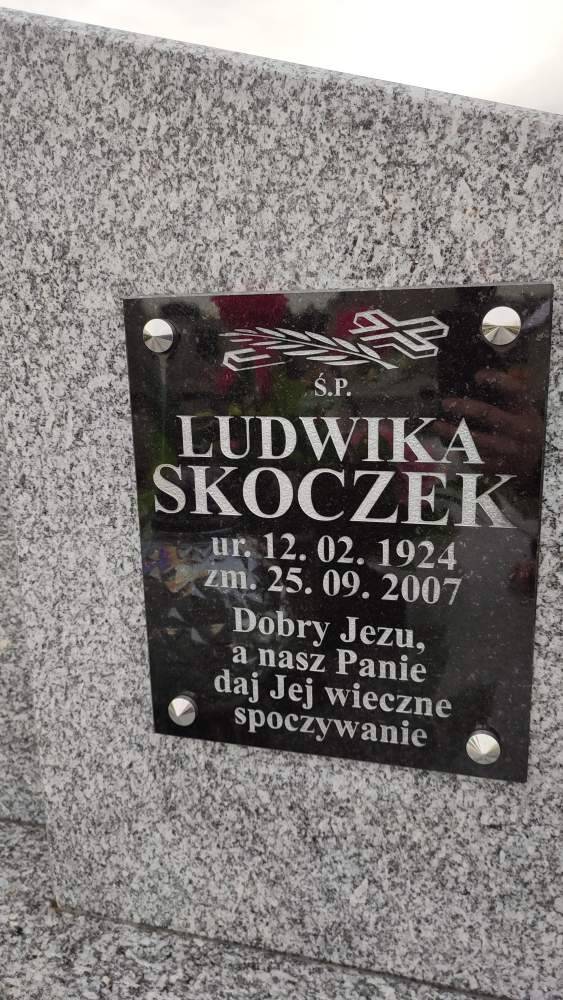 Ś.P.
LUDWIKA
SKOCZEK
ur. 12. 02. 1924
zm. 25. 09. 2007
Dobry Jezu,
a nasz Panie
daj Jej wieczne
spoczywanie